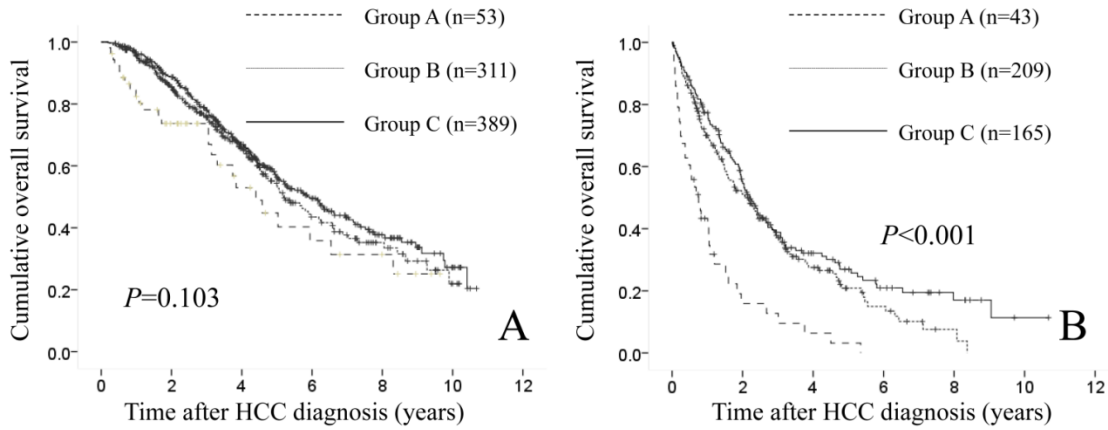 Group A (n=53)
Group B (n=311)
Group C (n=389)
Cumulative overall survival
1.0
0.8
0.6
0.4
0.2
0.0
P=0.103
A
0 2 4 6 8 10 12
Time after HCC diagnosis (years)
Group A (n=43)
Group B (n=209)
Group C (n=165)
Cumulative overall survival
1.0
0.8
0.6
0.4
0.2
0.0
P<0.001
B
0 2 4 6 8 10 12
Time after HCC diagnosis (years)